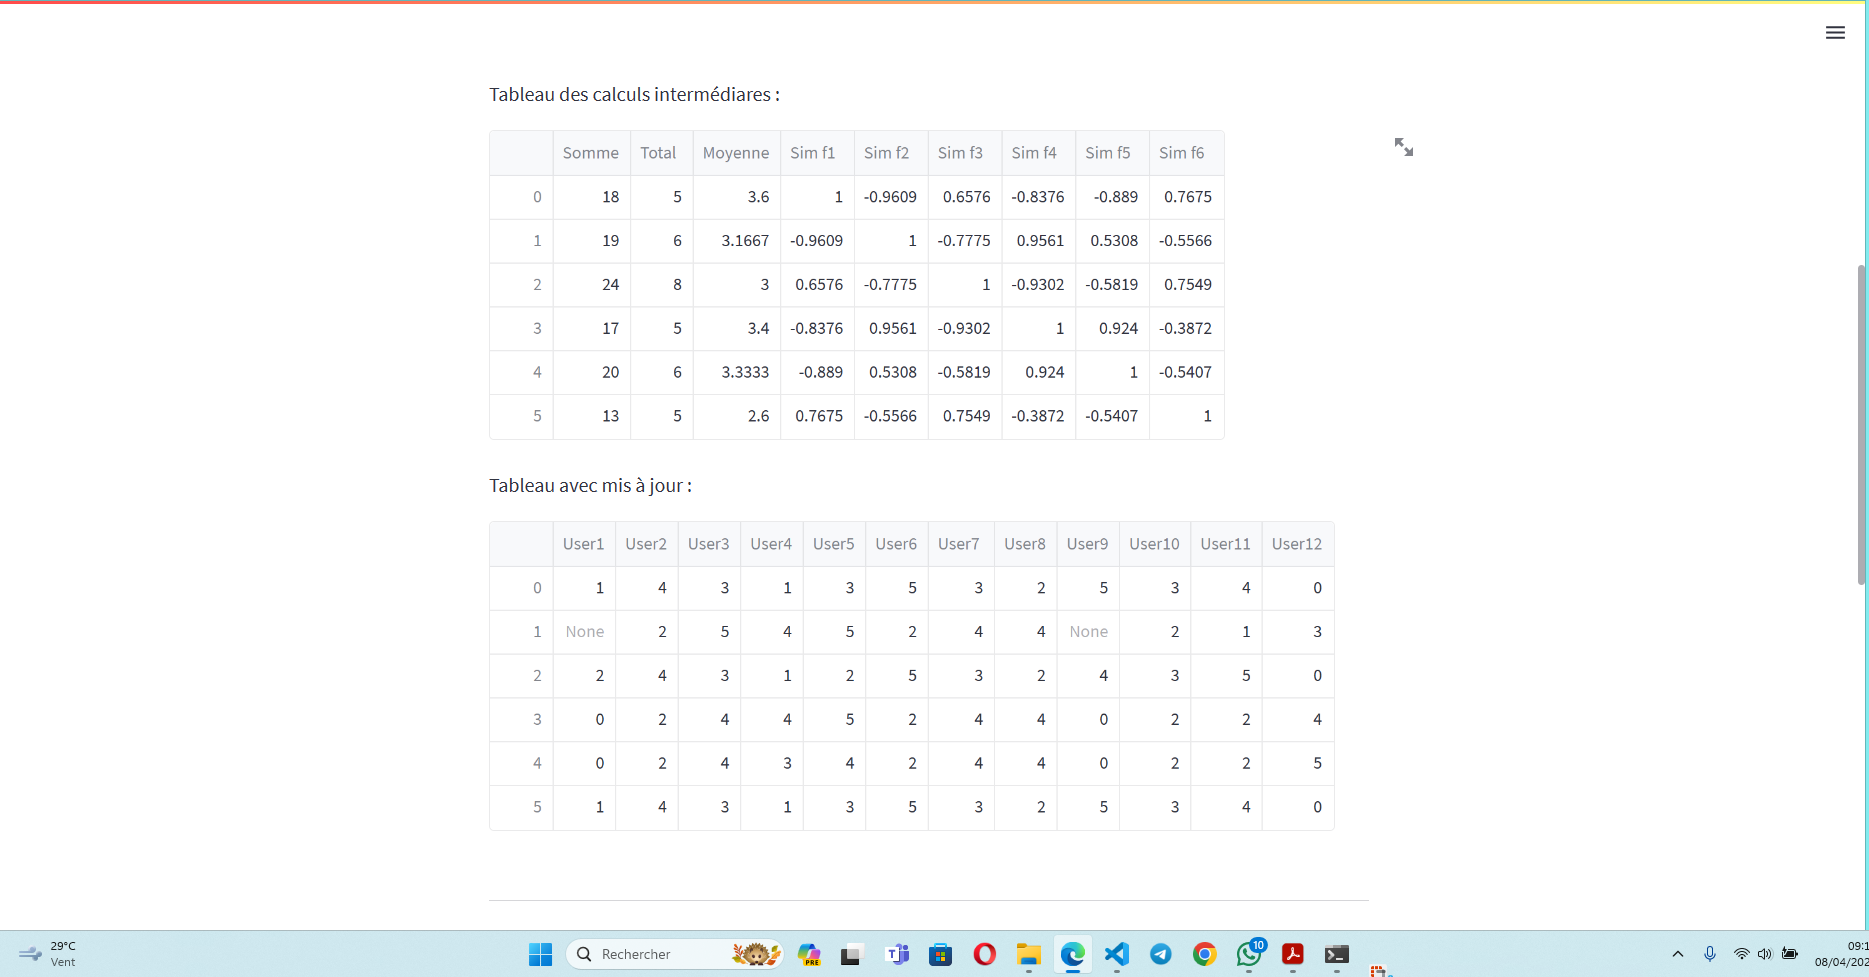 Tableau des calculs intermédiares :
Somme Total Moyenne Sim f1 Sim f2 Sim f3 Sim f4 Sim f5 Sim f6
0 18 5 3.6 1 -0.9609 0.6576 -0.8376 -0.889 0.7675
1 19 6 3.1667 -0.9609 1 -0.7775 0.9561 0.5308 -0.5566
2 24 8 3 0.6576 -0.7775 1 -0.9302 -0.5819 0.7549
3 17 5 3.4 -0.8376 0.9561 -0.9302 1 0.924 -0.3872
4 20 6 3.3333 -0.889 0.5308 -0.5819 0.924 1 -0.5407
5 13 5 2.6 0.7675 -0.5566 0.7549 -0.3872 -0.5407 1
Tableau avec mis à jour :
User1 User2 User3 User4 User5 User6 User7 User8 User9 User10 User11 User12
0 1 4 3 1 3 5 3 2 5 3 4 0
1 None 2 5 4 5 2 4 4 None 2 1 3
2 2 4 3 1 2 5 3 2 4 3 5 0
3 0 2 4 4 5 2 4 4 0 2 2 4
4 0 2 4 3 4 2 4 4 0 2 2 5
5 1 4 3 1 3 5 3 2 5 3 4 0
29°C
Vent
Rechercher
PRE
10
09:1
08/04/202